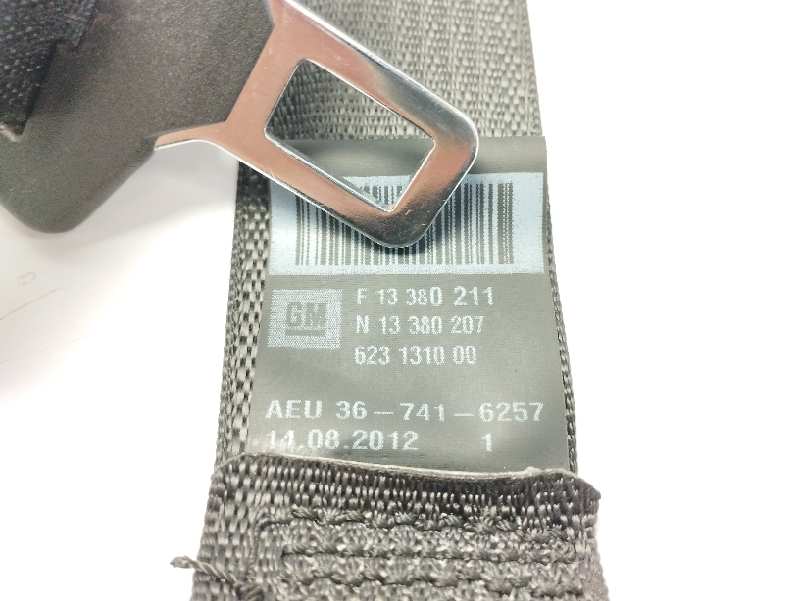 GM
F 13 380 211
N 13 380 207
623 1310 00
AEU 36-741-6257
14.08.2012 1